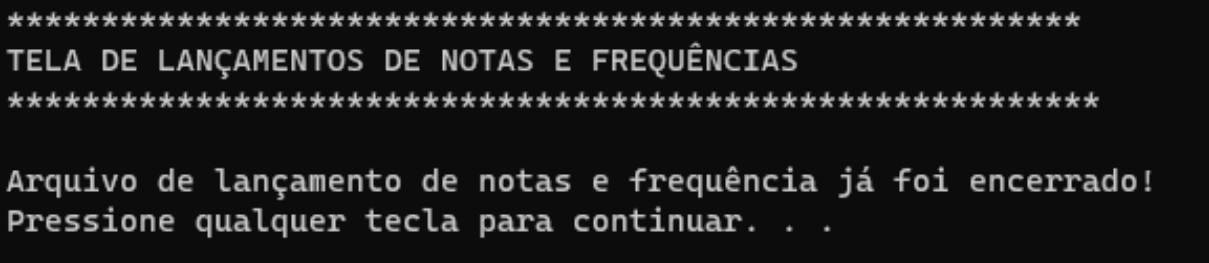 *********************************************************
TELA DE LANÇAMENTOS DE NOTAS E FREQUÊNCIAS
**********************************************************
Arquivo de lançamento de notas e frequência já foi encerrado!
Pressione qualquer tecla para continuar. . .